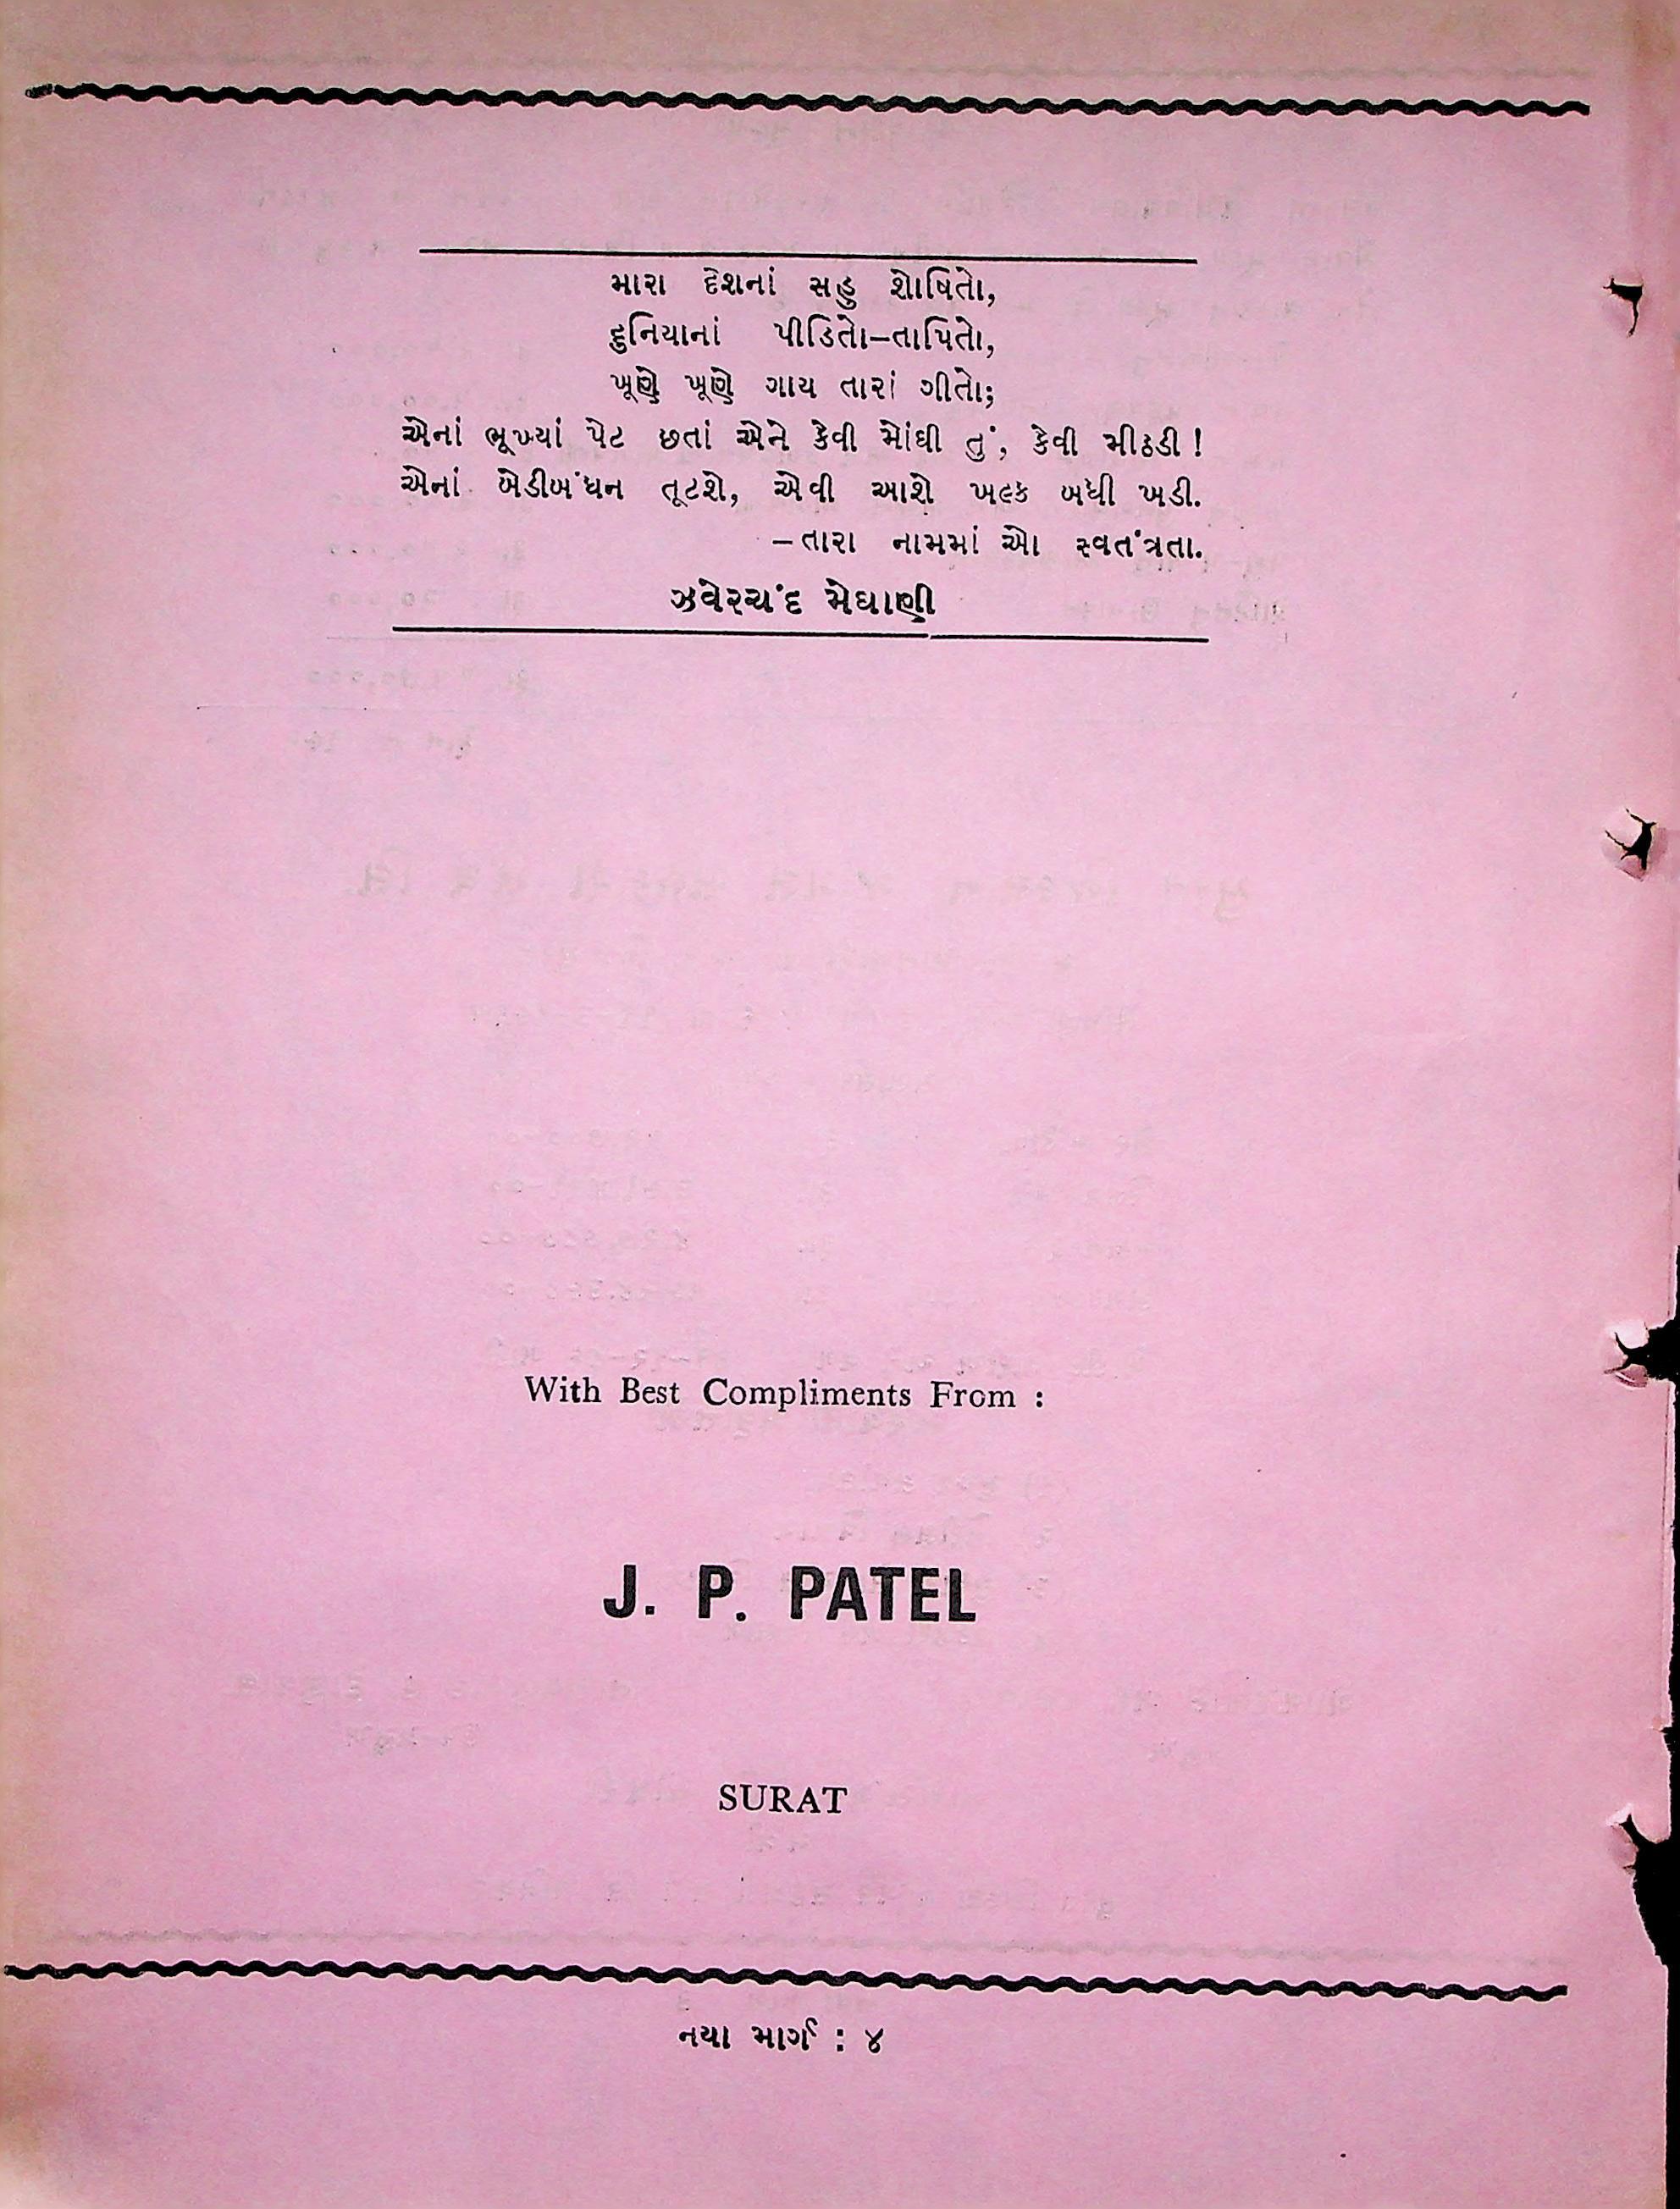 મારા દેશનાં સહુ શોષિતો,
દુનિયાનાં પીડિતો–તાપિતો,
ખૂણે ખૂણે ગાય તારાં ગીતો;
એનાં ભૂખ્યાં પેટ છતાં એને કેવી મોંઘી તું, કેવી મીઠડી !
એનાં બેડીબંધન તૂટશે, એવી આશે ખલ્ક બધી ખડી.
–તારા નામમાં ઓ સ્વતંત્રતા.
ઝવેરચંદ મેઘાણી
With Best Compliments From :
J. P. PATEL
SURAT
નયા માર્ગ : ૪